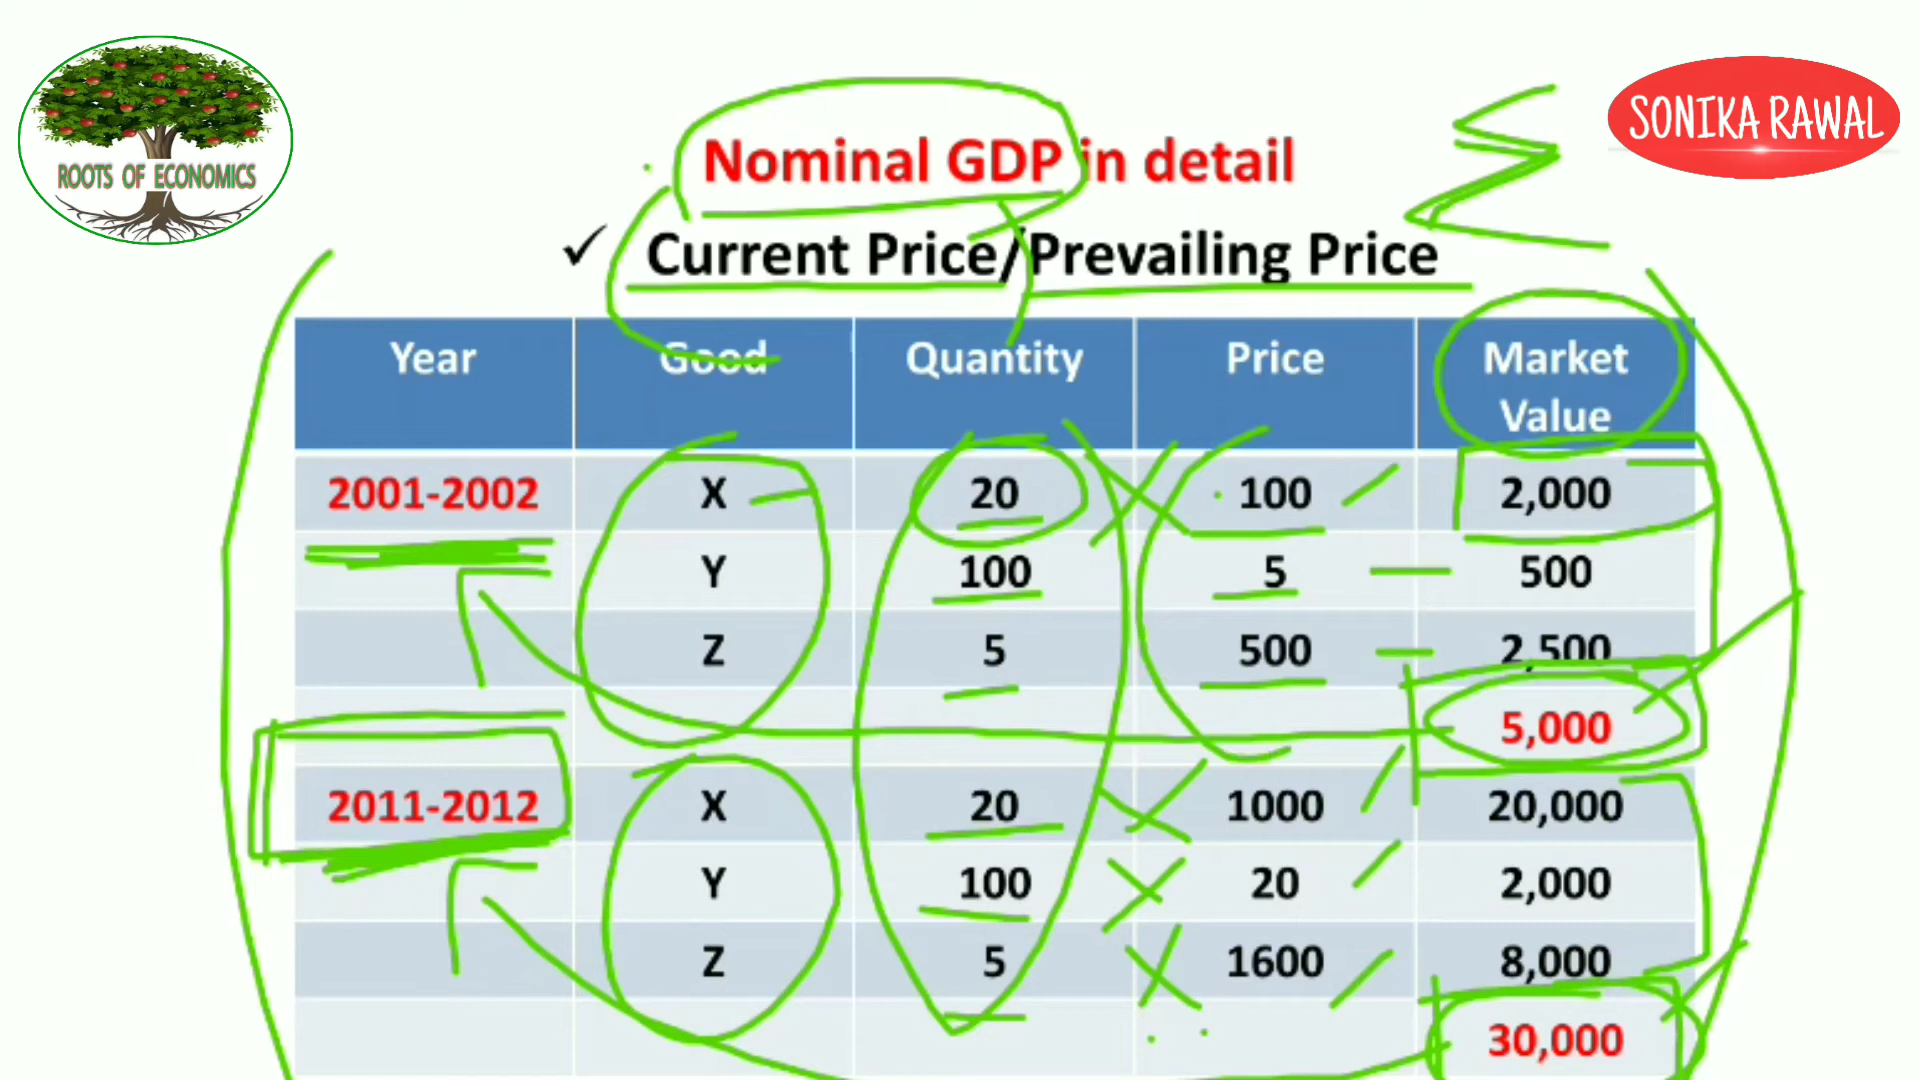 ROOTS OF ECONOMICS
SONIKA RAWAL
Nominal GDP in detail
✓ Current Price/Prevailing Price
Year Good Quantity Price Market Value
2001-2002 X 20 100 2,000
Y 100 5 500
Z 5 500 2,500
5,000
2011-2012 X 20 1000 20,000
Y 100 20 2,000
Z 5 1600 8,000
30,000